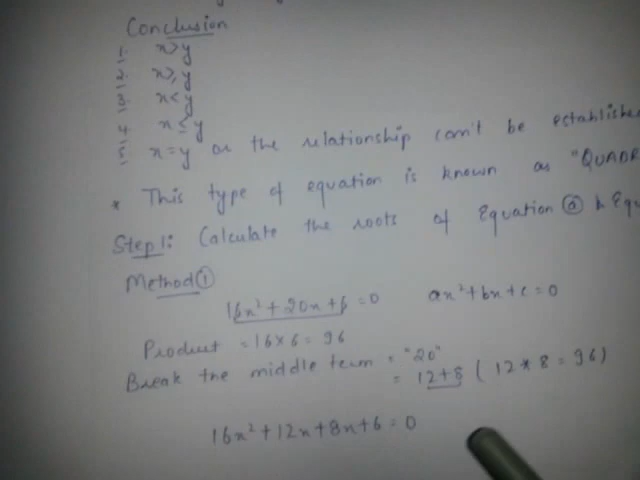 Conclusion
1. x>y
2. x≥y
3. x<y
4. x≤y
5. x=y or the relationship can't be established
* This type of equation is known as "QUADR
Step1: Calculate the roots of Equation ⓐ & Equ
Method ①
16x²+20x+6=0 ax²+bx+c=0
Product =16×6=96
Break the middle term = "20"
= 12+8 (12*8=96)
16x²+12x+8x+6=0